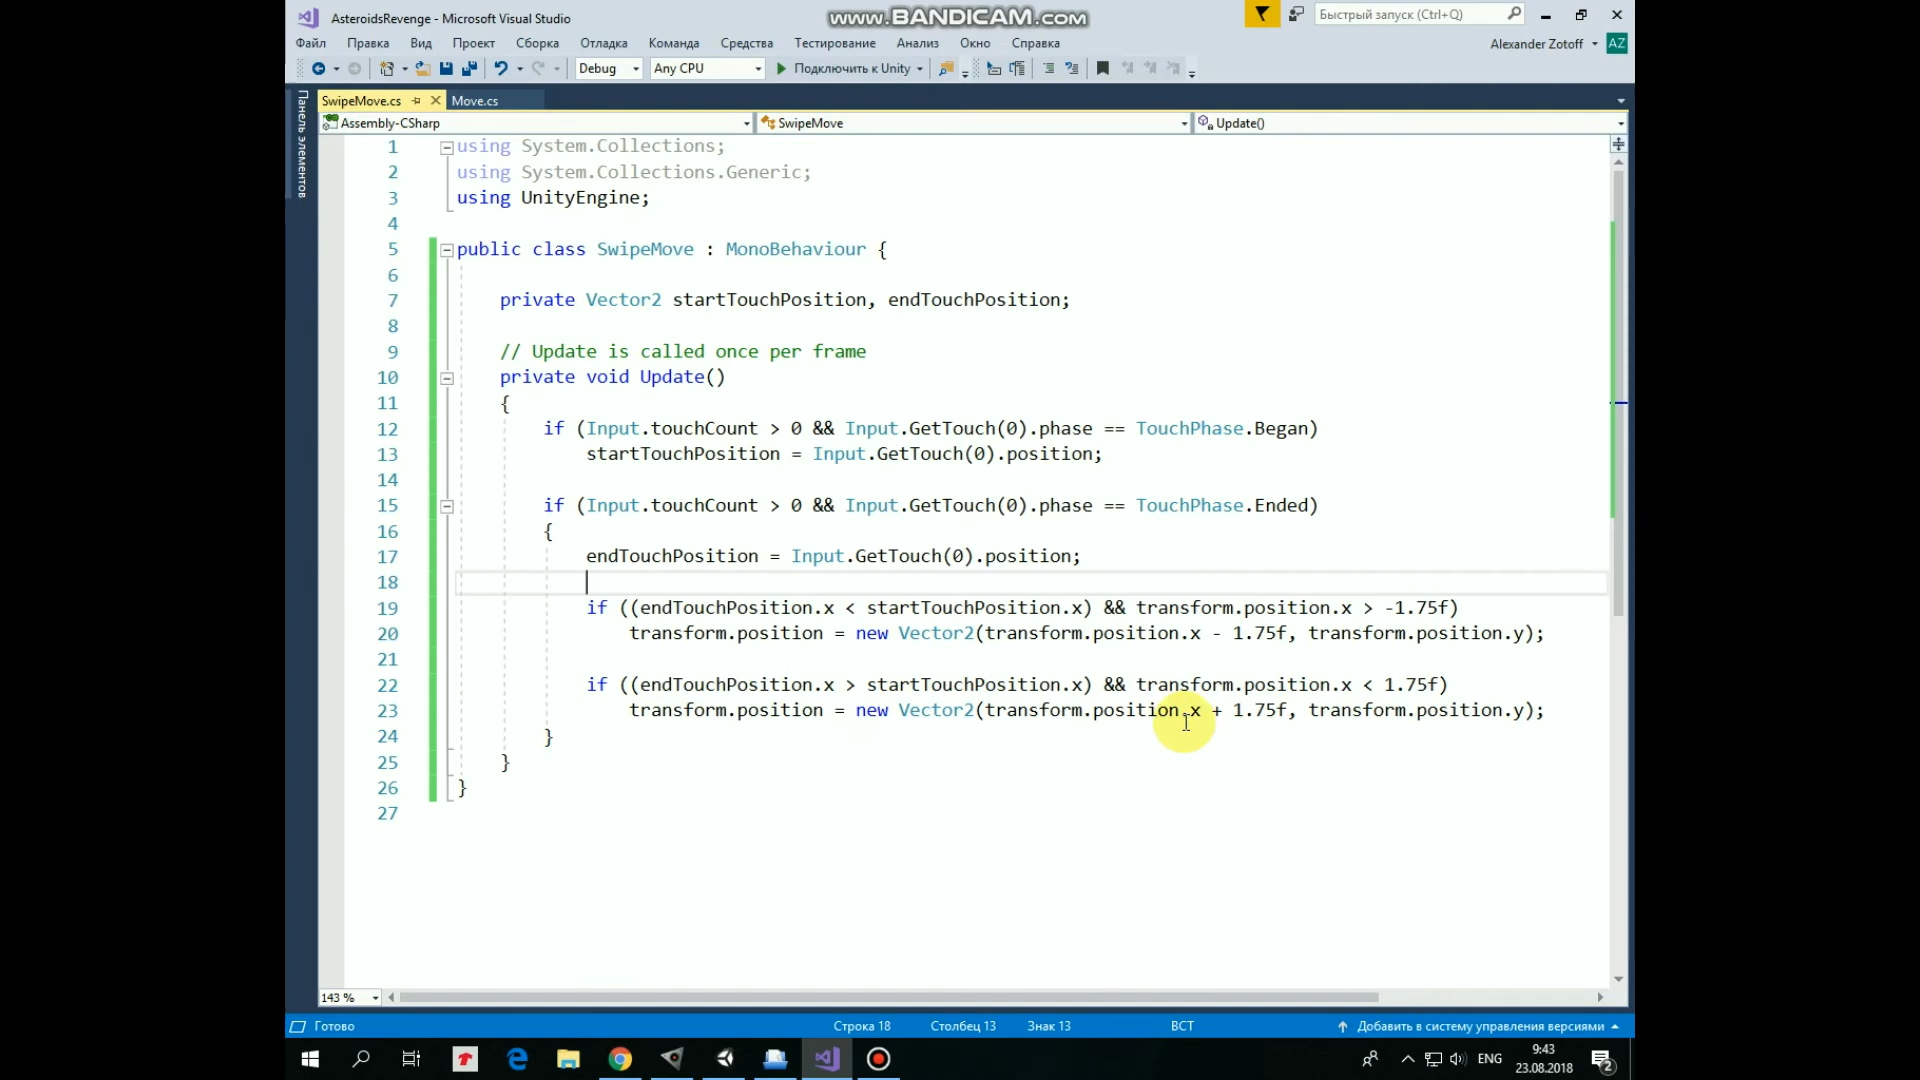 AsteroidsRevenge - Microsoft Visual Studio
www.BANDICAM.com
Быстрый запуск (Ctrl+Q)
Файл Правка Вид Проект Сборка Отладка Команда Средства Тестирование Анализ Окно Справка
Alexander Zotoff AZ
Debug Any CPU Подключить к Unity
Панель элементов
SwipeMove.cs Move.cs
Assembly-CSharp SwipeMove Update()
1 using System.Collections;
2 using System.Collections.Generic;
3 using UnityEngine;
4
5 public class SwipeMove : MonoBehaviour {
6
7 private Vector2 startTouchPosition, endTouchPosition;
8
9 // Update is called once per frame
10 private void Update()
11 {
12 if (Input.touchCount > 0 && Input.GetTouch(0).phase == TouchPhase.Began)
13 startTouchPosition = Input.GetTouch(0).position;
14
15 if (Input.touchCount > 0 && Input.GetTouch(0).phase == TouchPhase.Ended)
16 {
17 endTouchPosition = Input.GetTouch(0).position;
18
19 if ((endTouchPosition.x < startTouchPosition.x) && transform.position.x > -1.75f)
20 transform.position = new Vector2(transform.position.x - 1.75f, transform.position.y);
21
22 if ((endTouchPosition.x > startTouchPosition.x) && transform.position.x < 1.75f)
23 transform.position = new Vector2(transform.position.x + 1.75f, transform.position.y);
24 }
25 }
26 }
27
143 %
Готово Строка 18 Столбец 13 Знак 13 ВСТ Добавить в систему управления версиями
ENG 9:43
23.08.2018 2